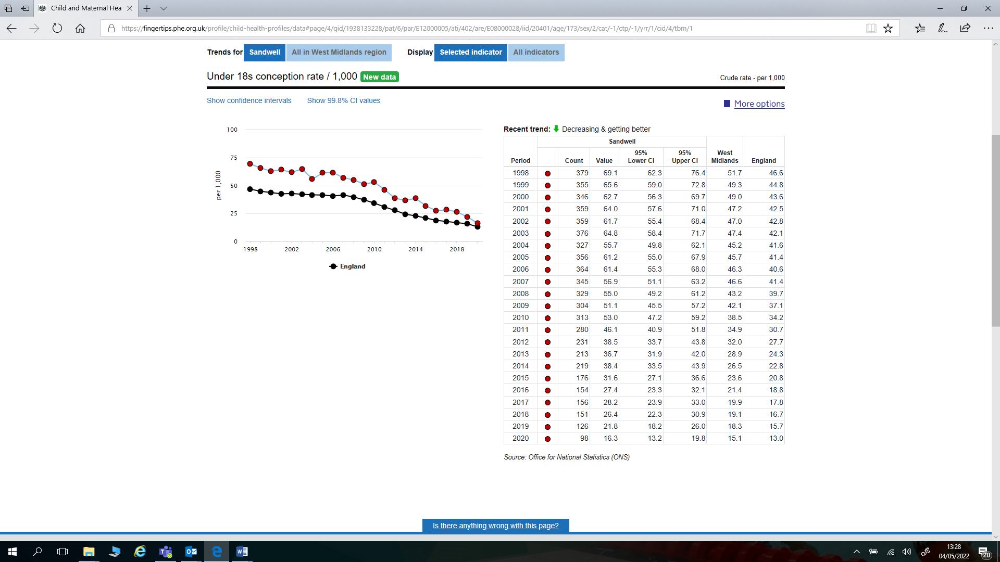 Child and Maternal Hea
https://fingertips.phe.org.uk/profile/child-health-profiles/data#page/4/gid/1938133228/pat/6/par/E12000005/ati/402/are/E08000028/iid/20401/age/173/sex/2/cat/-1/ctp/-1/yrr/1/cid/4/tbm/1
Trends for Sandwell All in West Midlands region Display Selected indicator All indicators
Under 18s conception rate / 1,000 New data
Crude rate - per 1,000
Show confidence intervals Show 99.8% CI values
More options
100
75
50
25
0
per 1,000
1998 2002 2006 2010 2014 2018
England
Recent trend: Decreasing & getting better
Sandwell
Period Count Value 95% Lower CI 95% Upper CI West Midlands England
1998 379 69.1 62.3 76.4 51.7 46.6
1999 355 65.6 59.0 72.8 49.3 44.8
2000 346 62.7 56.3 69.7 49.0 43.6
2001 359 64.0 57.6 71.0 47.2 42.5
2002 359 61.7 55.4 68.4 47.0 42.8
2003 376 64.8 58.4 71.7 47.4 42.1
2004 327 55.7 49.8 62.1 45.2 41.6
2005 356 61.2 55.0 67.9 45.7 41.4
2006 364 61.4 55.3 68.0 46.3 40.6
2007 345 56.9 51.1 63.2 46.6 41.4
2008 329 55.0 49.2 61.2 43.2 39.7
2009 304 51.1 45.5 57.2 42.1 37.1
2010 313 53.0 47.2 59.2 38.5 34.2
2011 280 46.1 40.9 51.8 34.9 30.7
2012 231 38.5 33.7 43.8 32.0 27.7
2013 213 36.7 31.9 42.0 28.9 24.3
2014 219 38.4 33.5 43.9 26.5 22.8
2015 176 31.6 27.1 36.6 23.6 20.8
2016 154 27.4 23.3 32.1 21.4 18.8
2017 156 28.2 23.9 33.0 19.9 17.8
2018 151 26.4 22.3 30.9 19.1 16.7
2019 126 21.8 18.2 26.0 18.3 15.7
2020 98 16.3 13.2 19.8 15.1 13.0
Source: Office for National Statistics (ONS)
Is there anything wrong with this page?
13:28
04/05/2022
20